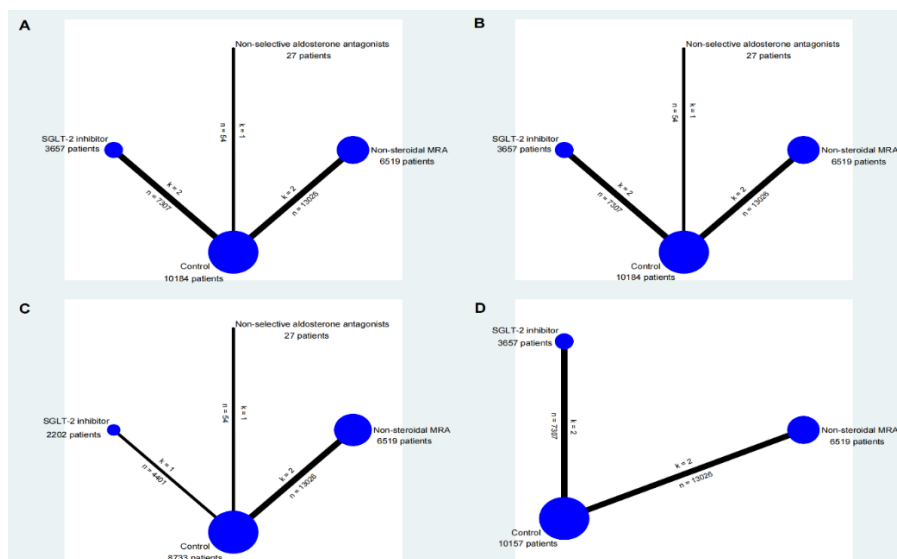 A
Non-selective aldosterone antagonists
27 patients
SGLT-2 inhibitor
3657 patients
Non-steroidal MRA
6519 patients
k = 1
n = 54
k = 2
n = 7307
k = 2
n = 13026
Control
10184 patients
B
Non-selective aldosterone antagonists
27 patients
SGLT-2 inhibitor
3657 patients
Non-steroidal MRA
6519 patients
k = 1
n = 54
k = 2
n = 7307
k = 2
n = 13026
Control
10184 patients
C
Non-selective aldosterone antagonists
27 patients
SGLT-2 inhibitor
2202 patients
Non-steroidal MRA
6519 patients
k = 1
n = 54
k = 1
n = 4401
k = 2
n = 13026
Control
8733 patients
D
SGLT-2 inhibitor
3657 patients
Non-steroidal MRA
6519 patients
k = 2
n = 7307
k = 2
n = 13026
Control
10157 patients